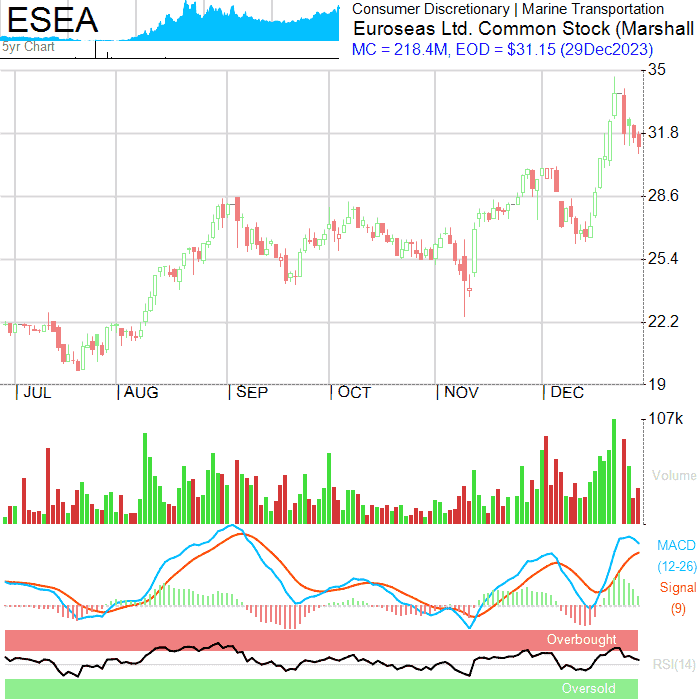 ESEA
5yr Chart
Consumer Discretionary | Marine Transportation
Euroseas Ltd. Common Stock (Marshall
MC = 218.4M, EOD = $31.15 (29Dec2023)
35
31.8
28.6
25.4
22.2
19
JUL AUG SEP OCT NOV DEC
107k
Volume
MACD
(12-26)
Signal
(9)
Overbought
RSI(14)
Oversold